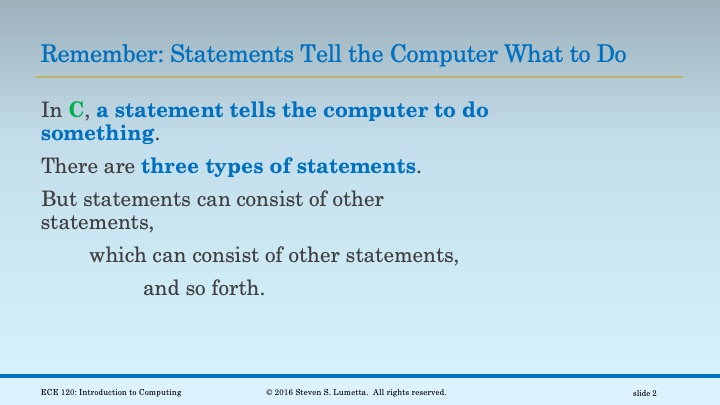 Remember: Statements Tell the Computer What to Do
In C, a statement tells the computer to do
something.
There are three types of statements.
But statements can consist of other
statements,
which can consist of other statements,
and so forth.
ECE 120: Introduction to Computing
© 2016 Steven S. Lumetta. All rights reserved.
slide 2